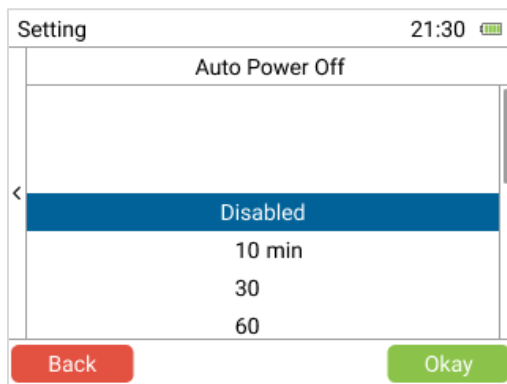 Setting 21:30
Auto Power Off
<
Disabled
10 min
30
60
Back Okay